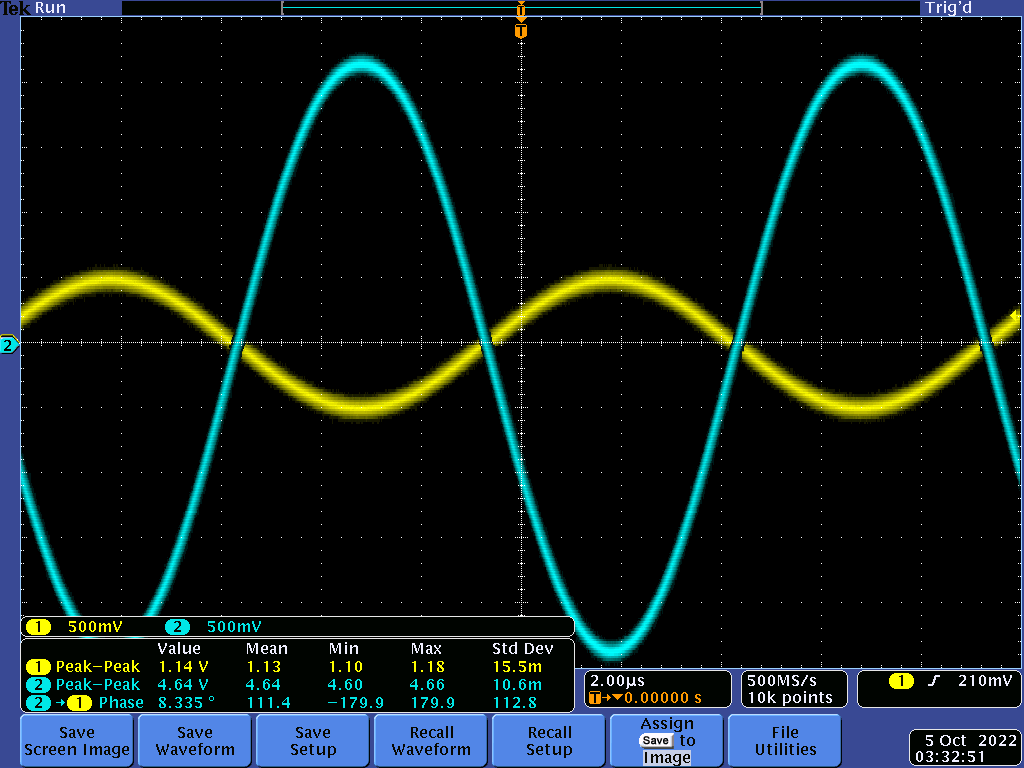 Tek Run Trig'd
T
T
2
1 500mV 2 500mV
Value Mean Min Max Std Dev
1 Peak−Peak 1.14 V 1.13 1.10 1.18 15.5m
2 Peak−Peak 4.64 V 4.64 4.60 4.66 10.6m
2 → 1 Phase 8.335 ° 111.4 −179.9 179.9 112.8
2.00µs
T→▼0.00000 s
500MS/s
10k points
1 210mV
Save
Screen Image
Save
Waveform
Save
Setup
Recall
Waveform
Recall
Setup
Assign
Save to
Image
File
Utilities
5 Oct 2022
03:32:51